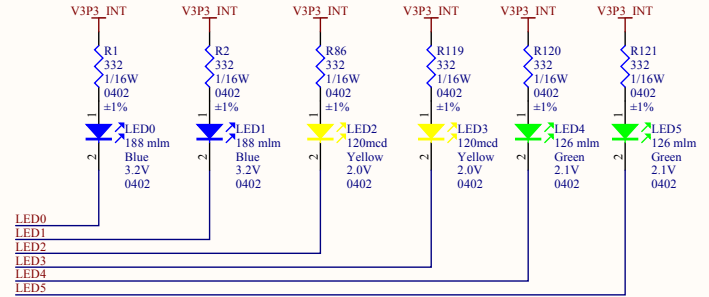 V3P3_INT V3P3_INT V3P3_INT V3P3_INT V3P3_INT V3P3_INT
R1
332
1/16W
0402
±1%
R2
332
1/16W
0402
±1%
R86
332
1/16W
0402
±1%
R119
332
1/16W
0402
±1%
R120
332
1/16W
0402
±1%
R121
332
1/16W
0402
±1%
1
2
LED0
188 mlm
Blue
3.2V
0402
1
2
LED1
188 mlm
Blue
3.2V
0402
1
2
LED2
120mcd
Yellow
2.0V
0402
1
2
LED3
120mcd
Yellow
2.0V
0402
1
2
LED4
126 mlm
Green
2.1V
0402
1
2
LED5
126 mlm
Green
2.1V
0402
LED0
LED1
LED2
LED3
LED4
LED5